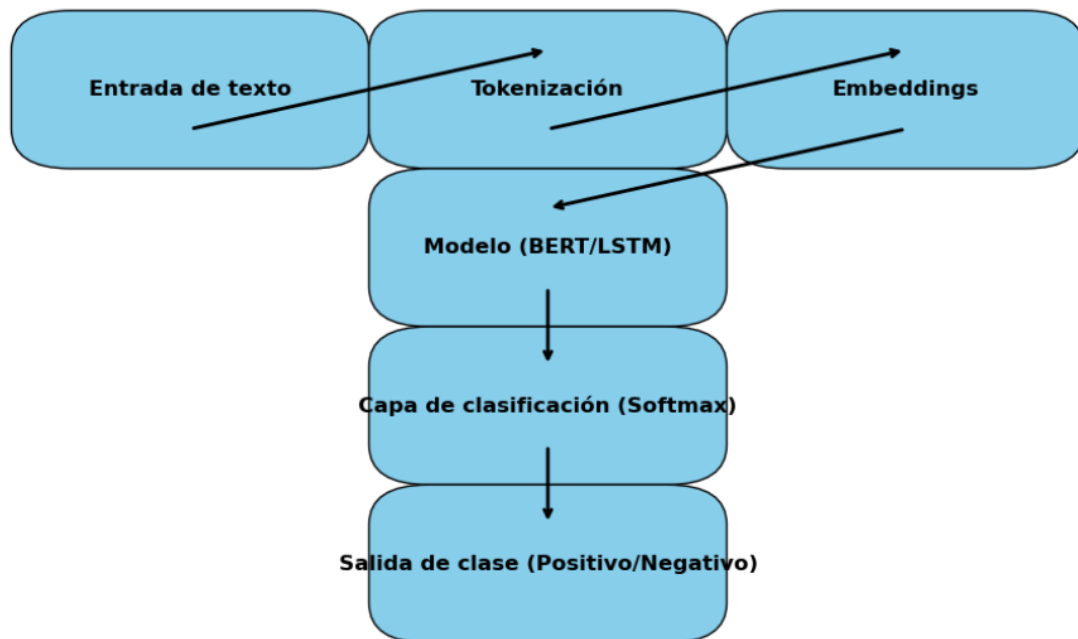 Entrada de texto
Tokenización
Embeddings
Modelo (BERT/LSTM)
Capa de clasificación (Softmax)
Salida de clase (Positivo/Negativo)